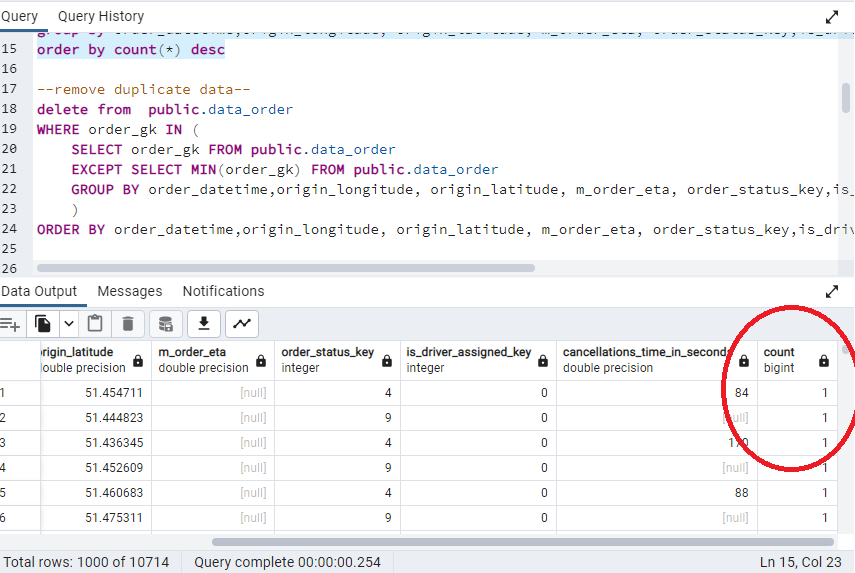 Query Query History
15 order by count(*) desc
16
17 --remove duplicate data--
18 delete from public.data_order
19 WHERE order_gk IN (
20 SELECT order_gk FROM public.data_order
21 EXCEPT SELECT MIN(order_gk) FROM public.data_order
22 GROUP BY order_datetime,origin_longitude, origin_latitude, m_order_eta, order_status_key,is_
23 )
24 ORDER BY order_datetime,origin_longitude, origin_latitude, m_order_eta, order_status_key,is_driv
25
26
Data Output Messages Notifications
origin_latitude m_order_eta order_status_key is_driver_assigned_key cancellations_time_in_seconds count
double precision double precision integer integer double precision bigint
1 51.454711 [null] 4 0 84 1
2 51.444823 [null] 9 0 [null] 1
3 51.436345 [null] 4 0 170 1
4 51.452609 [null] 9 0 [null] 1
5 51.460683 [null] 4 0 88 1
6 51.475311 [null] 9 0 [null] 1
Total rows: 1000 of 10714 Query complete 00:00:00.254 Ln 15, Col 23